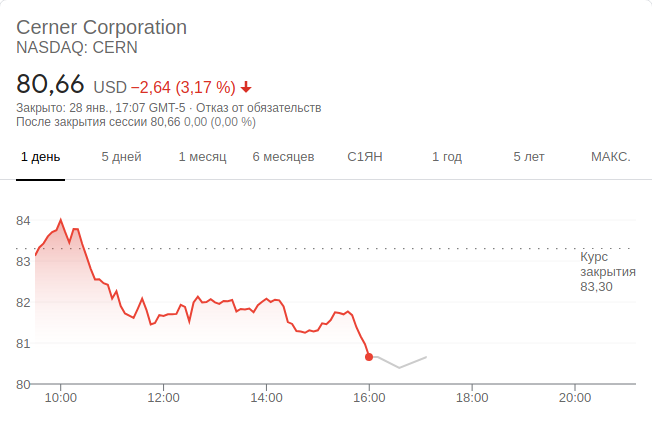 Cerner Corporation
NASDAQ: CERN
80,66 USD −2,64 (3,17 %)
Закрыто: 28 янв., 17:07 GMT-5 · Отказ от обязательств
После закрытия сессии 80,66 0,00 (0,00 %)
1 день 5 дней 1 месяц 6 месяцев С1ЯН 1 год 5 лет МАКС.
84
83
82
81
80
Курс
закрытия
83,30
10:00 12:00 14:00 16:00 18:00 20:00